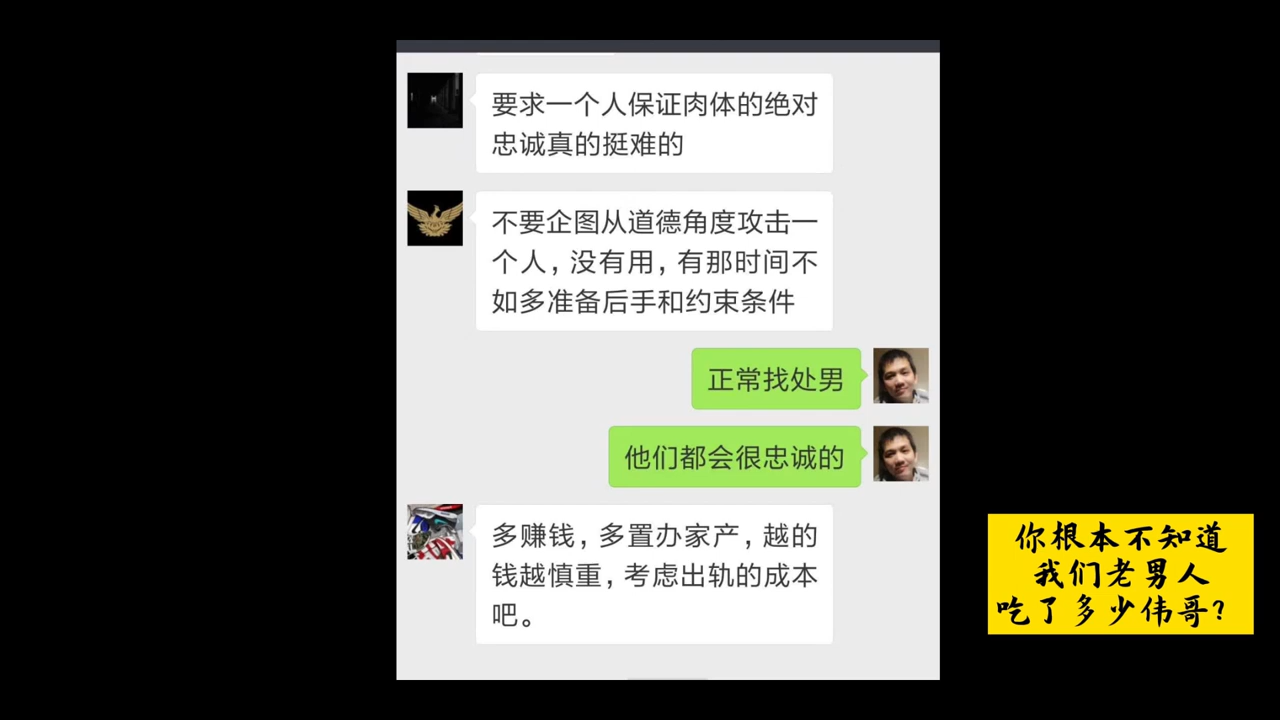 要求一个人保证肉体的绝对
忠诚真的挺难的
不要企图从道德角度攻击一
个人，没有用，有那时间不
如多准备后手和约束条件
正常找处男
他们都会很忠诚的
多赚钱，多置办家产，越的
钱越慎重，考虑出轨的成本
吧。
你根本不知道
我们老男人
吃了多少伟哥？